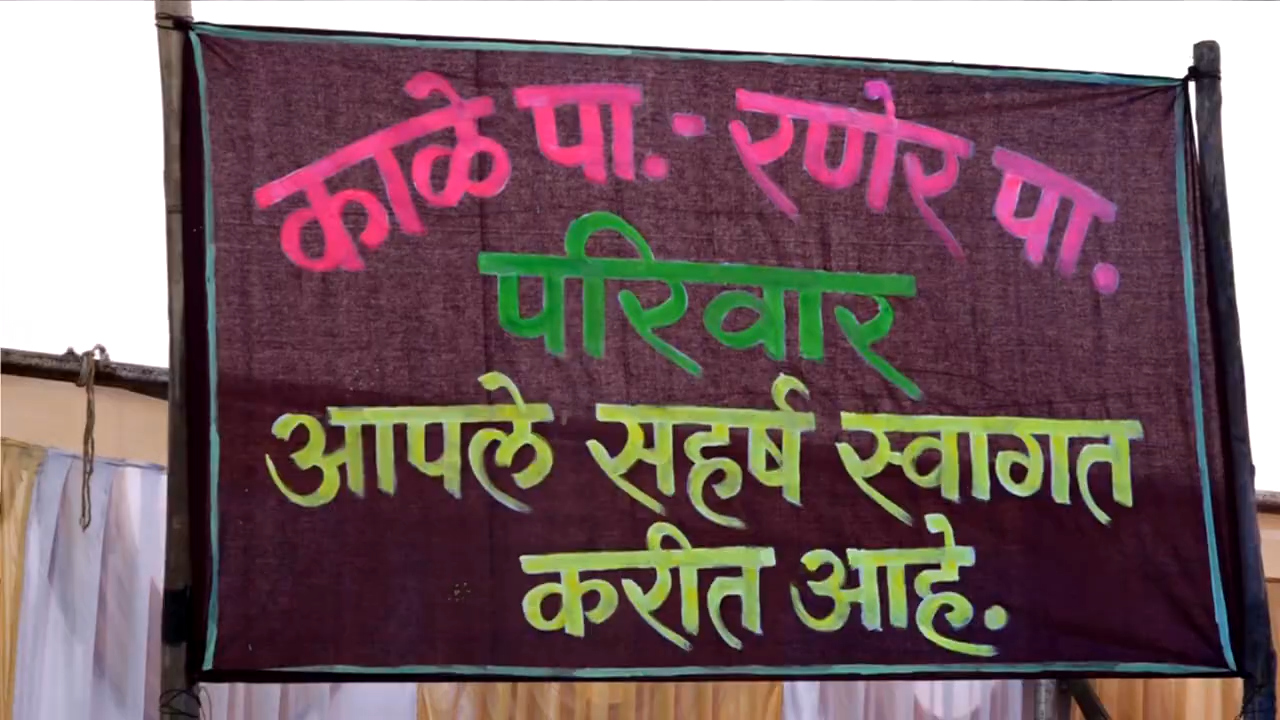 काळे पा.- रणेर पा.
परिवार
आपले सहर्ष स्वागत
करीत आहे.